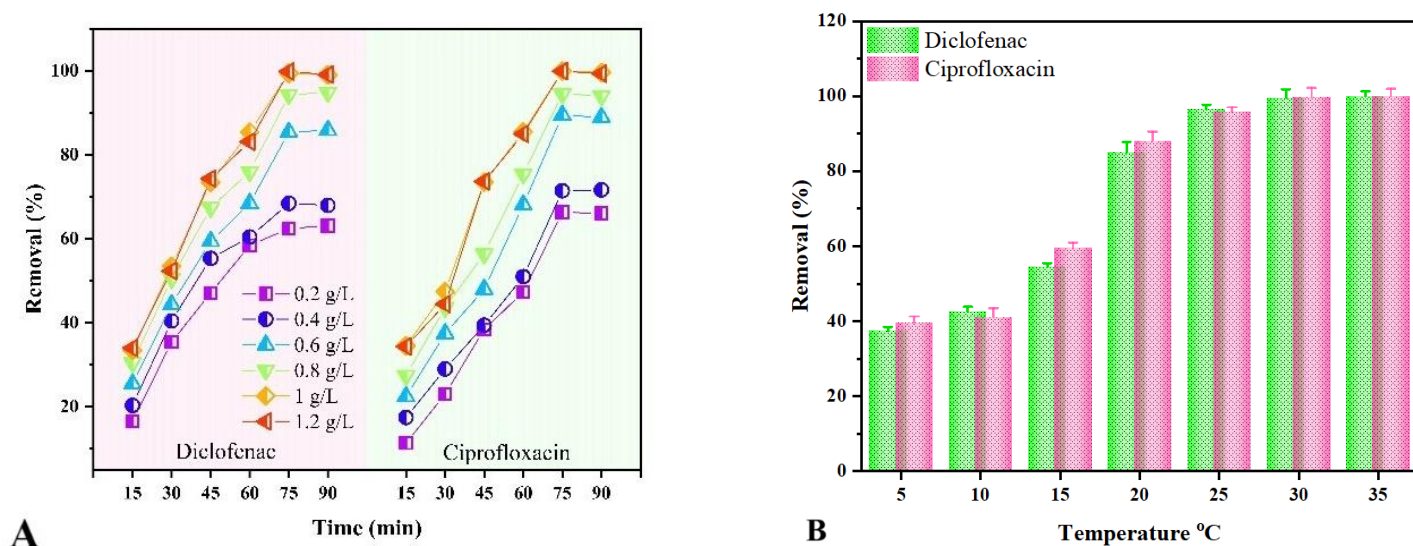 Removal (%)
100
80
60
40
20
0.2 g/L
0.4 g/L
0.6 g/L
0.8 g/L
1 g/L
1.2 g/L
Diclofenac
Ciprofloxacin
15 30 45 60 75 90 15 30 45 60 75 90
Time (min)
A
Removal (%)
120
100
80
60
40
20
0
Diclofenac
Ciprofloxacin
5 10 15 20 25 30 35
Temperature °C
B